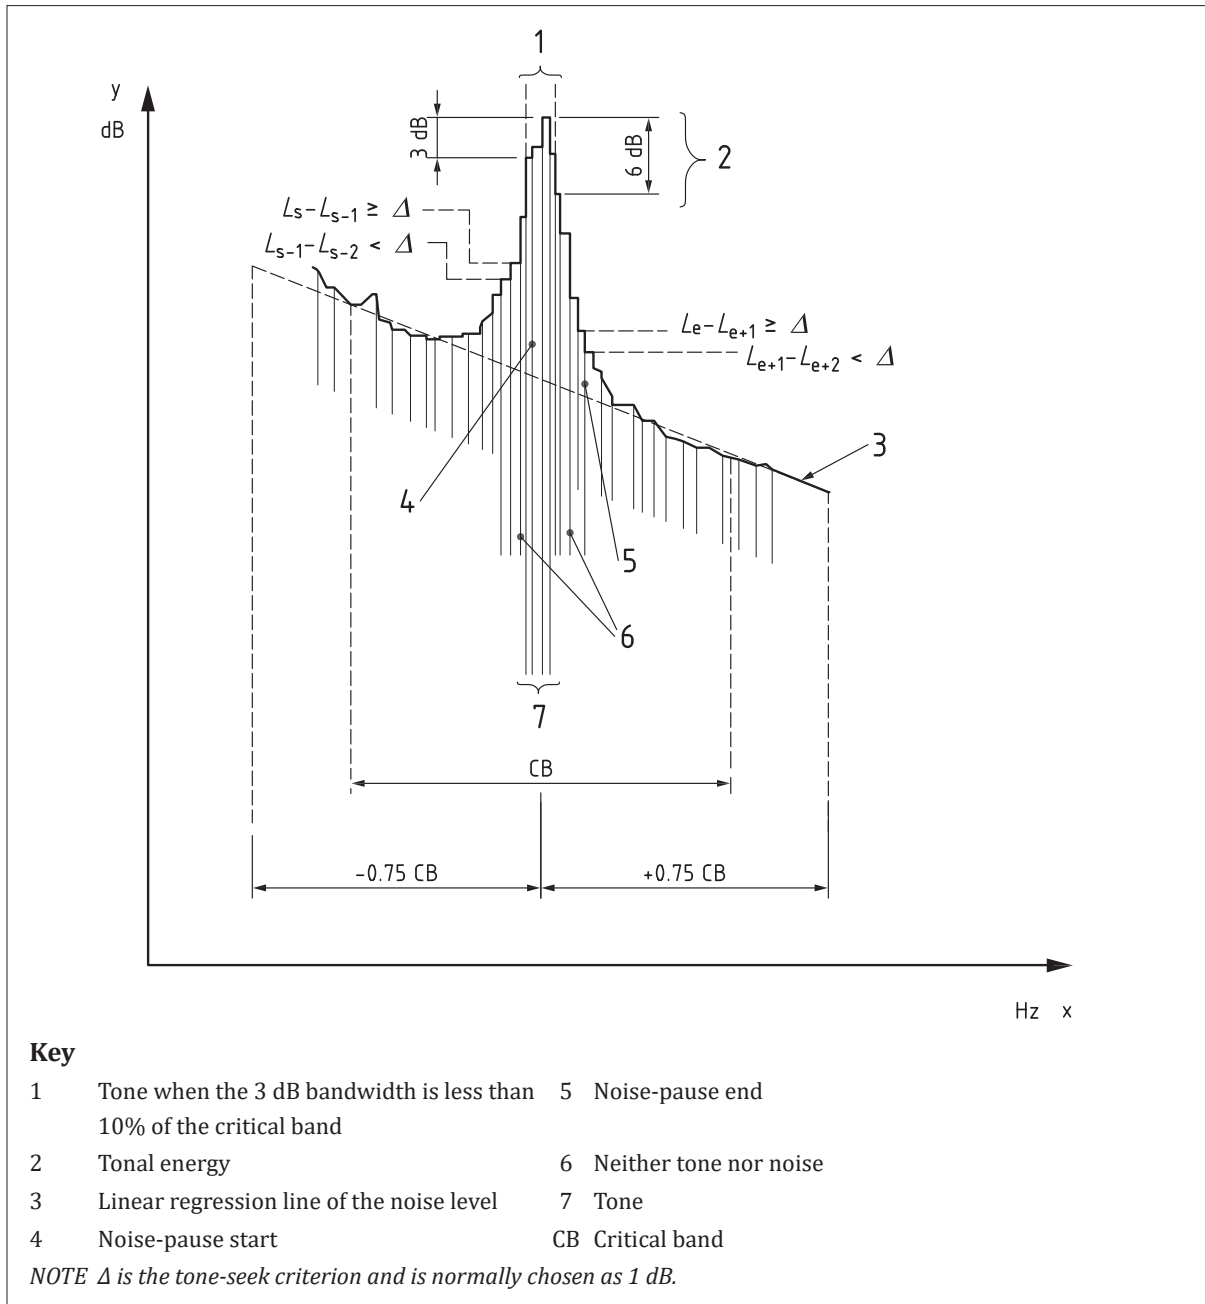 1
y
dB
3 dB
6 dB
2
Ls–Ls–1 ≥ Δ
Ls–1–Ls–2 < Δ
Le–Le+1 ≥ Δ
Le+1–Le+2 < Δ
3
4
5
6
7
CB
–0.75 CB
+0.75 CB
Hz x
Key
1 Tone when the 3 dB bandwidth is less than 10% of the critical band
5 Noise-pause end
2 Tonal energy
6 Neither tone nor noise
3 Linear regression line of the noise level
7 Tone
4 Noise-pause start
CB Critical band
NOTE Δ is the tone-seek criterion and is normally chosen as 1 dB.